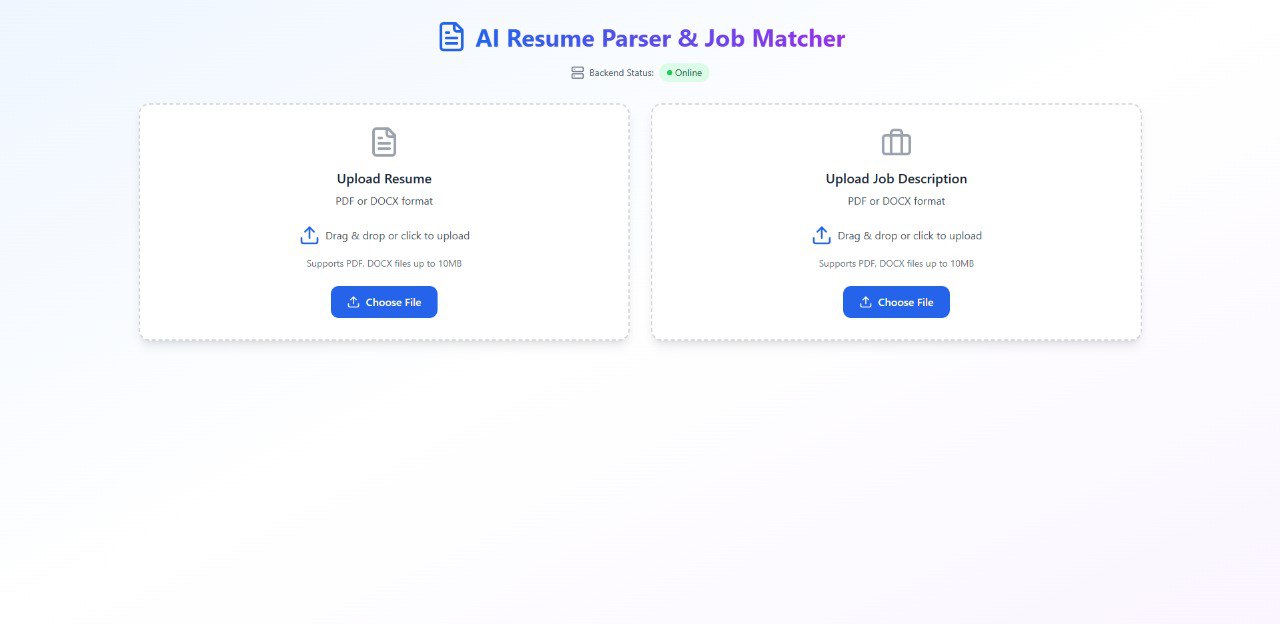 AI Resume Parser & Job Matcher
Backend Status: Online
Upload Resume
PDF or DOCX format
Drag & drop or click to upload
Supports PDF, DOCX files up to 10MB
Choose File
Upload Job Description
PDF or DOCX format
Drag & drop or click to upload
Supports PDF, DOCX files up to 10MB
Choose File